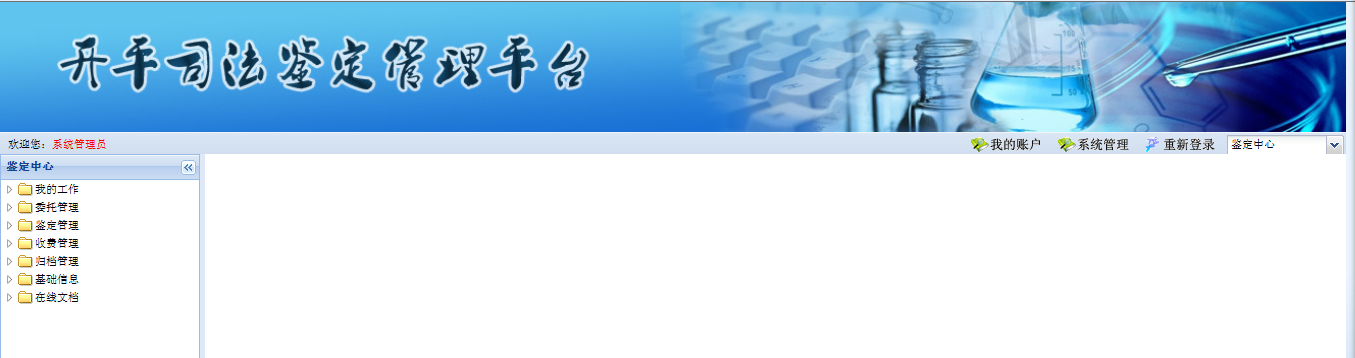 开平司法鉴定管理平台
100
75
50
欢迎您：系统管理员
我的账户 系统管理 重新登录 鉴定中心
鉴定中心
我的工作
委托管理
鉴定管理
收费管理
归档管理
基础信息
在线文档